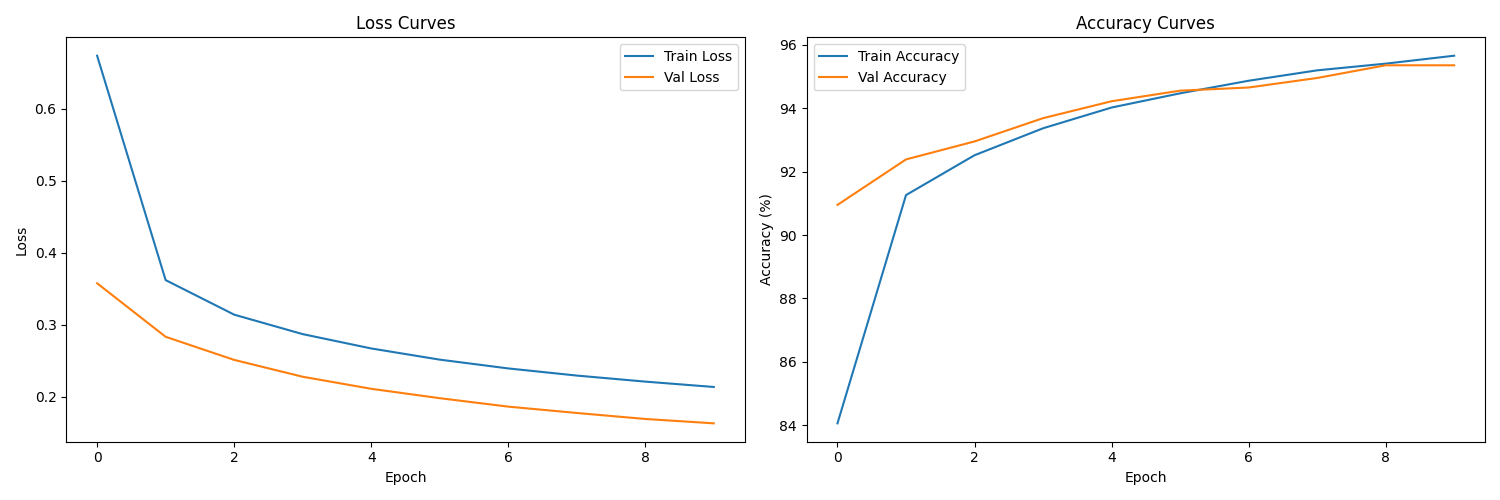 Loss Curves
Train Loss
Val Loss
0.6
0.5
0.4
0.3
0.2
Loss
0 2 4 6 8
Epoch
Accuracy Curves
Train Accuracy
Val Accuracy
96
94
92
90
88
86
84
Accuracy (%)
0 2 4 6 8
Epoch